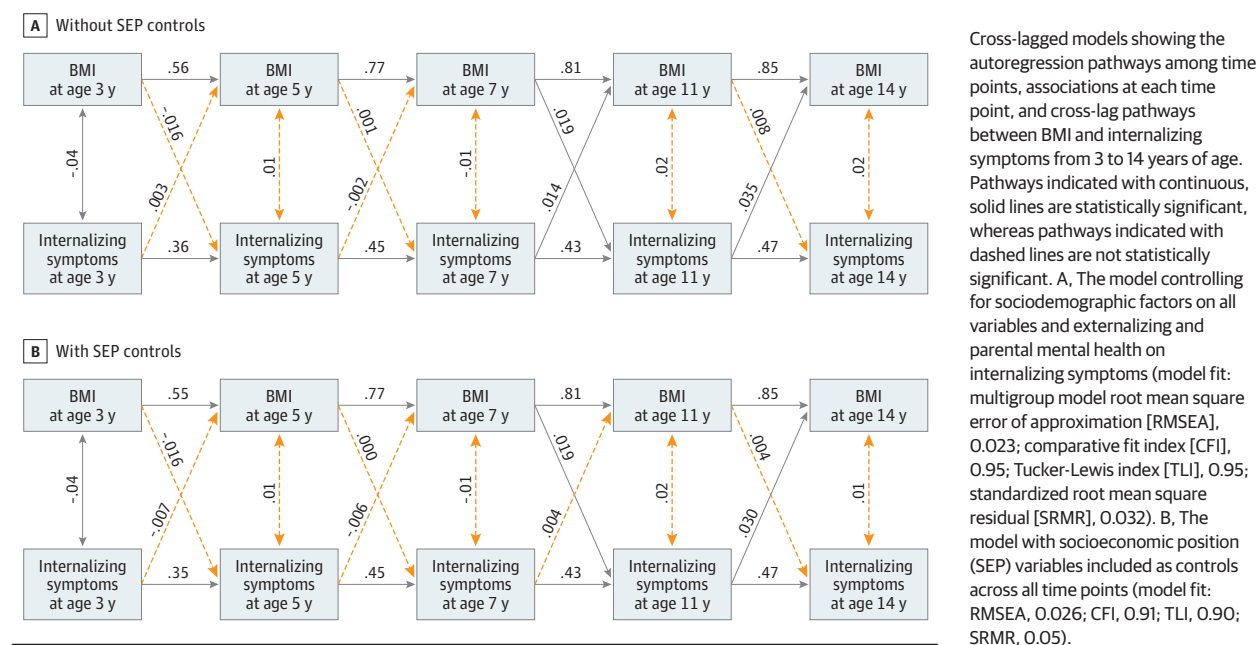 A Without SEP controls
BMI
at age 3 y
.56
BMI
at age 5 y
.77
BMI
at age 7 y
.81
BMI
at age 11 y
.85
BMI
at age 14 y
-.04
-.016
.003
.01
.001
-.002
-.01
.019
.014
.02
.008
.035
.02
Internalizing
symptoms
at age 3 y
.36
Internalizing
symptoms
at age 5 y
.45
Internalizing
symptoms
at age 7 y
.43
Internalizing
symptoms
at age 11 y
.47
Internalizing
symptoms
at age 14 y
B With SEP controls
BMI
at age 3 y
.55
BMI
at age 5 y
.77
BMI
at age 7 y
.81
BMI
at age 11 y
.85
BMI
at age 14 y
-.04
-.016
-.007
.01
.000
-.006
-.01
.019
.004
.02
.004
.030
.01
Internalizing
symptoms
at age 3 y
.35
Internalizing
symptoms
at age 5 y
.45
Internalizing
symptoms
at age 7 y
.43
Internalizing
symptoms
at age 11 y
.47
Internalizing
symptoms
at age 14 y
Cross-lagged models showing the
autoregression pathways among time
points, associations at each time
point, and cross-lag pathways
between BMI and internalizing
symptoms from 3 to 14 years of age.
Pathways indicated with continuous,
solid lines are statistically significant,
whereas pathways indicated with
dashed lines are not statistically
significant. A, The model controlling
for sociodemographic factors on all
variables and externalizing and
parental mental health on
internalizing symptoms (model fit:
multigroup model root mean square
error of approximation [RMSEA],
0.023; comparative fit index [CFI],
0.95; Tucker-Lewis index [TLI], 0.95;
standardized root mean square
residual [SRMR], 0.032). B, The
model with socioeconomic position
(SEP) variables included as controls
across all time points (model fit:
RMSEA, 0.026; CFI, 0.91; TLI, 0.90;
SRMR, 0.05).